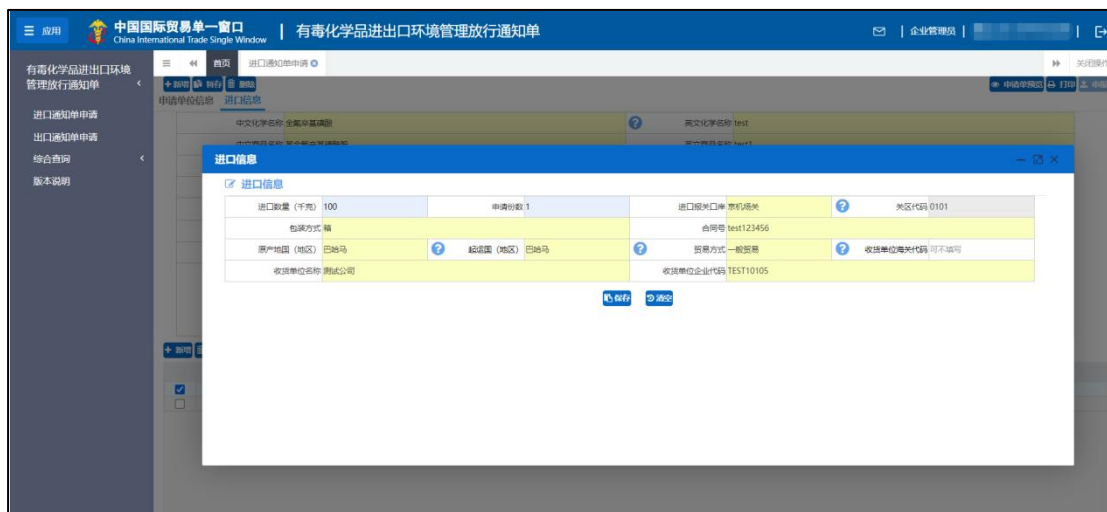 应用 中国国际贸易单一窗口 | 有毒化学品进出口环境管理放行通知单 | 企业管理员 |
China International Trade Single Window
有毒化学品进出口环境管理放行通知单
进口通知单申请
出口通知单申请
综合查询
版本说明
首页 进口通知单申请 关闭操作
新增 暂存 删除 申请单预览 打印
申请单位信息 进口信息
中文化学名称 全氟辛基磺酸 英文化学名称 test
进口信息
进口信息
进口数量（千克） 100 申请份数 1 进口报关口岸 京机场关 关区代码 0101
包装方式 箱 合同号 test123456
原产地国（地区） 巴哈马 起运国（地区） 巴哈马 贸易方式 一般贸易 收货单位海关代码 可不填写
收货单位名称 测试公司 收货单位企业代码 TEST10105
保存 清空
新增